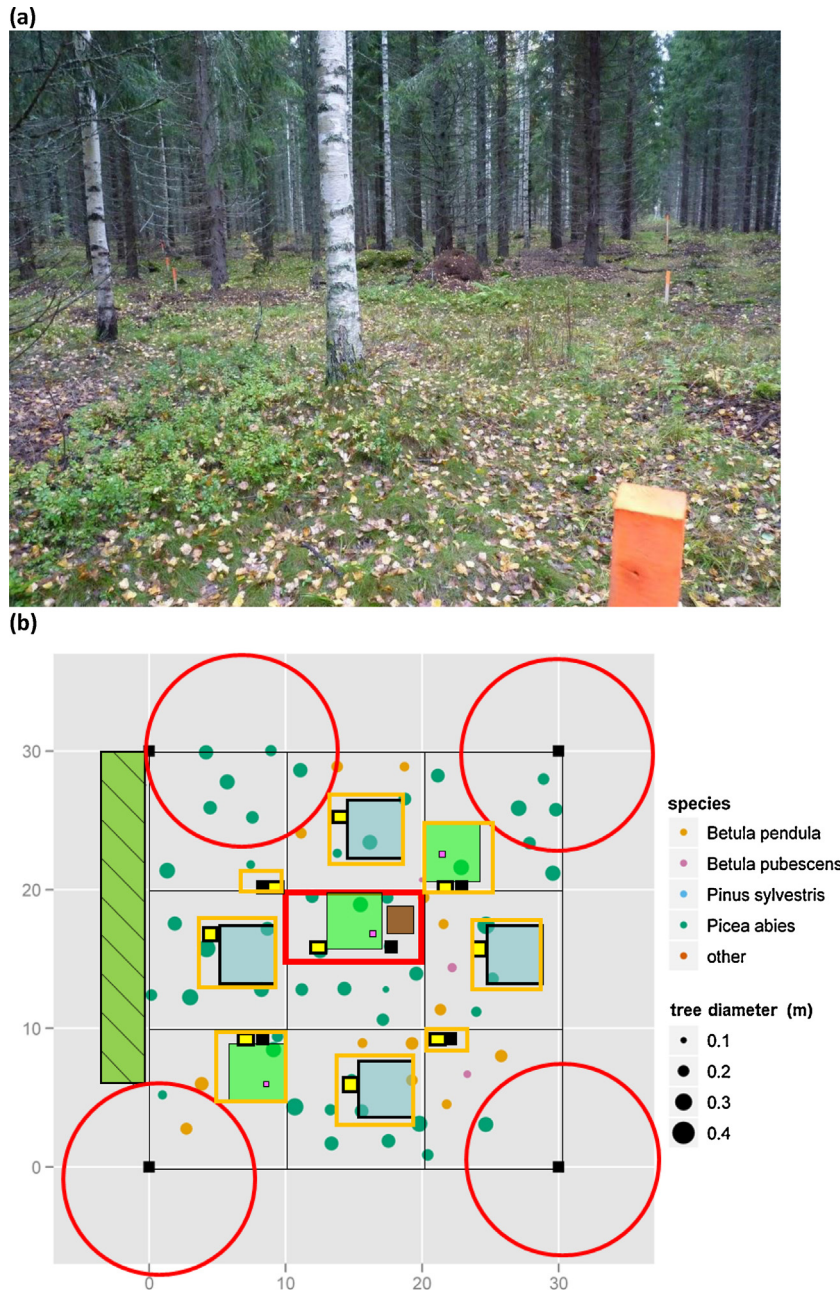 (a)
(b)
30
20
10
0
0
10
20
30
species
Betula pendula
Betula pubescens
Pinus sylvestris
Picea abies
other
tree diameter (m)
0.1
0.2
0.3
0.4